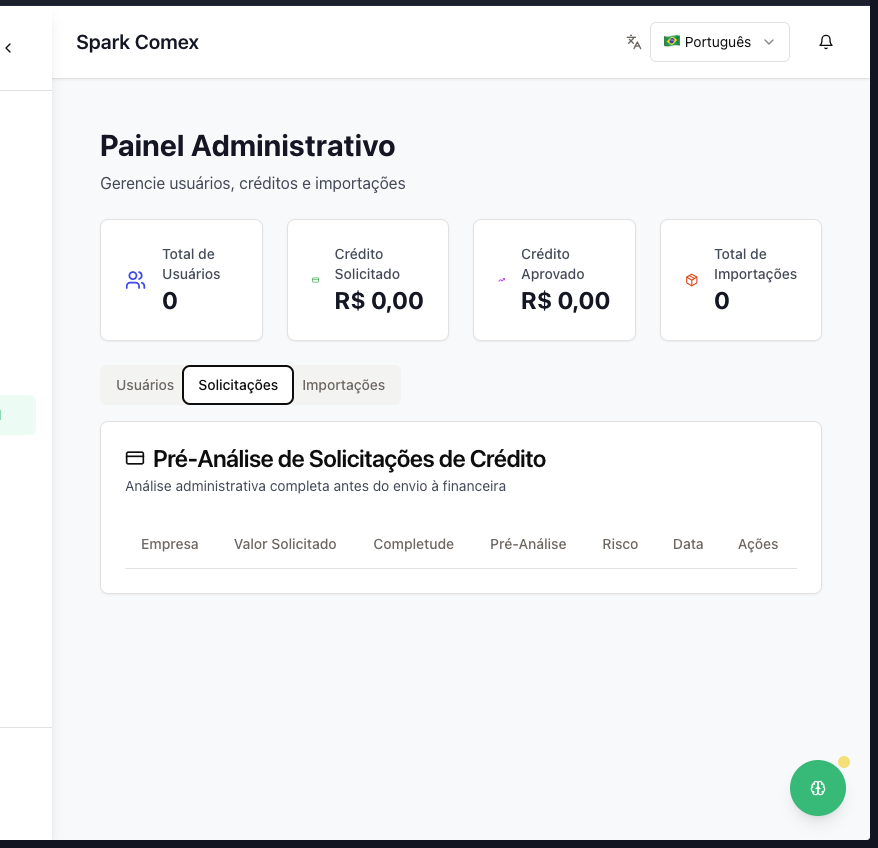 Spark Comex
Português
Painel Administrativo
Gerencie usuários, créditos e importações
Total de
Usuários
0
Crédito
Solicitado
R$ 0,00
Crédito
Aprovado
R$ 0,00
Total de
Importações
0
Usuários
Solicitações
Importações
Pré-Análise de Solicitações de Crédito
Análise administrativa completa antes do envio à financeira
Empresa Valor Solicitado Completude Pré-Análise Risco Data Ações